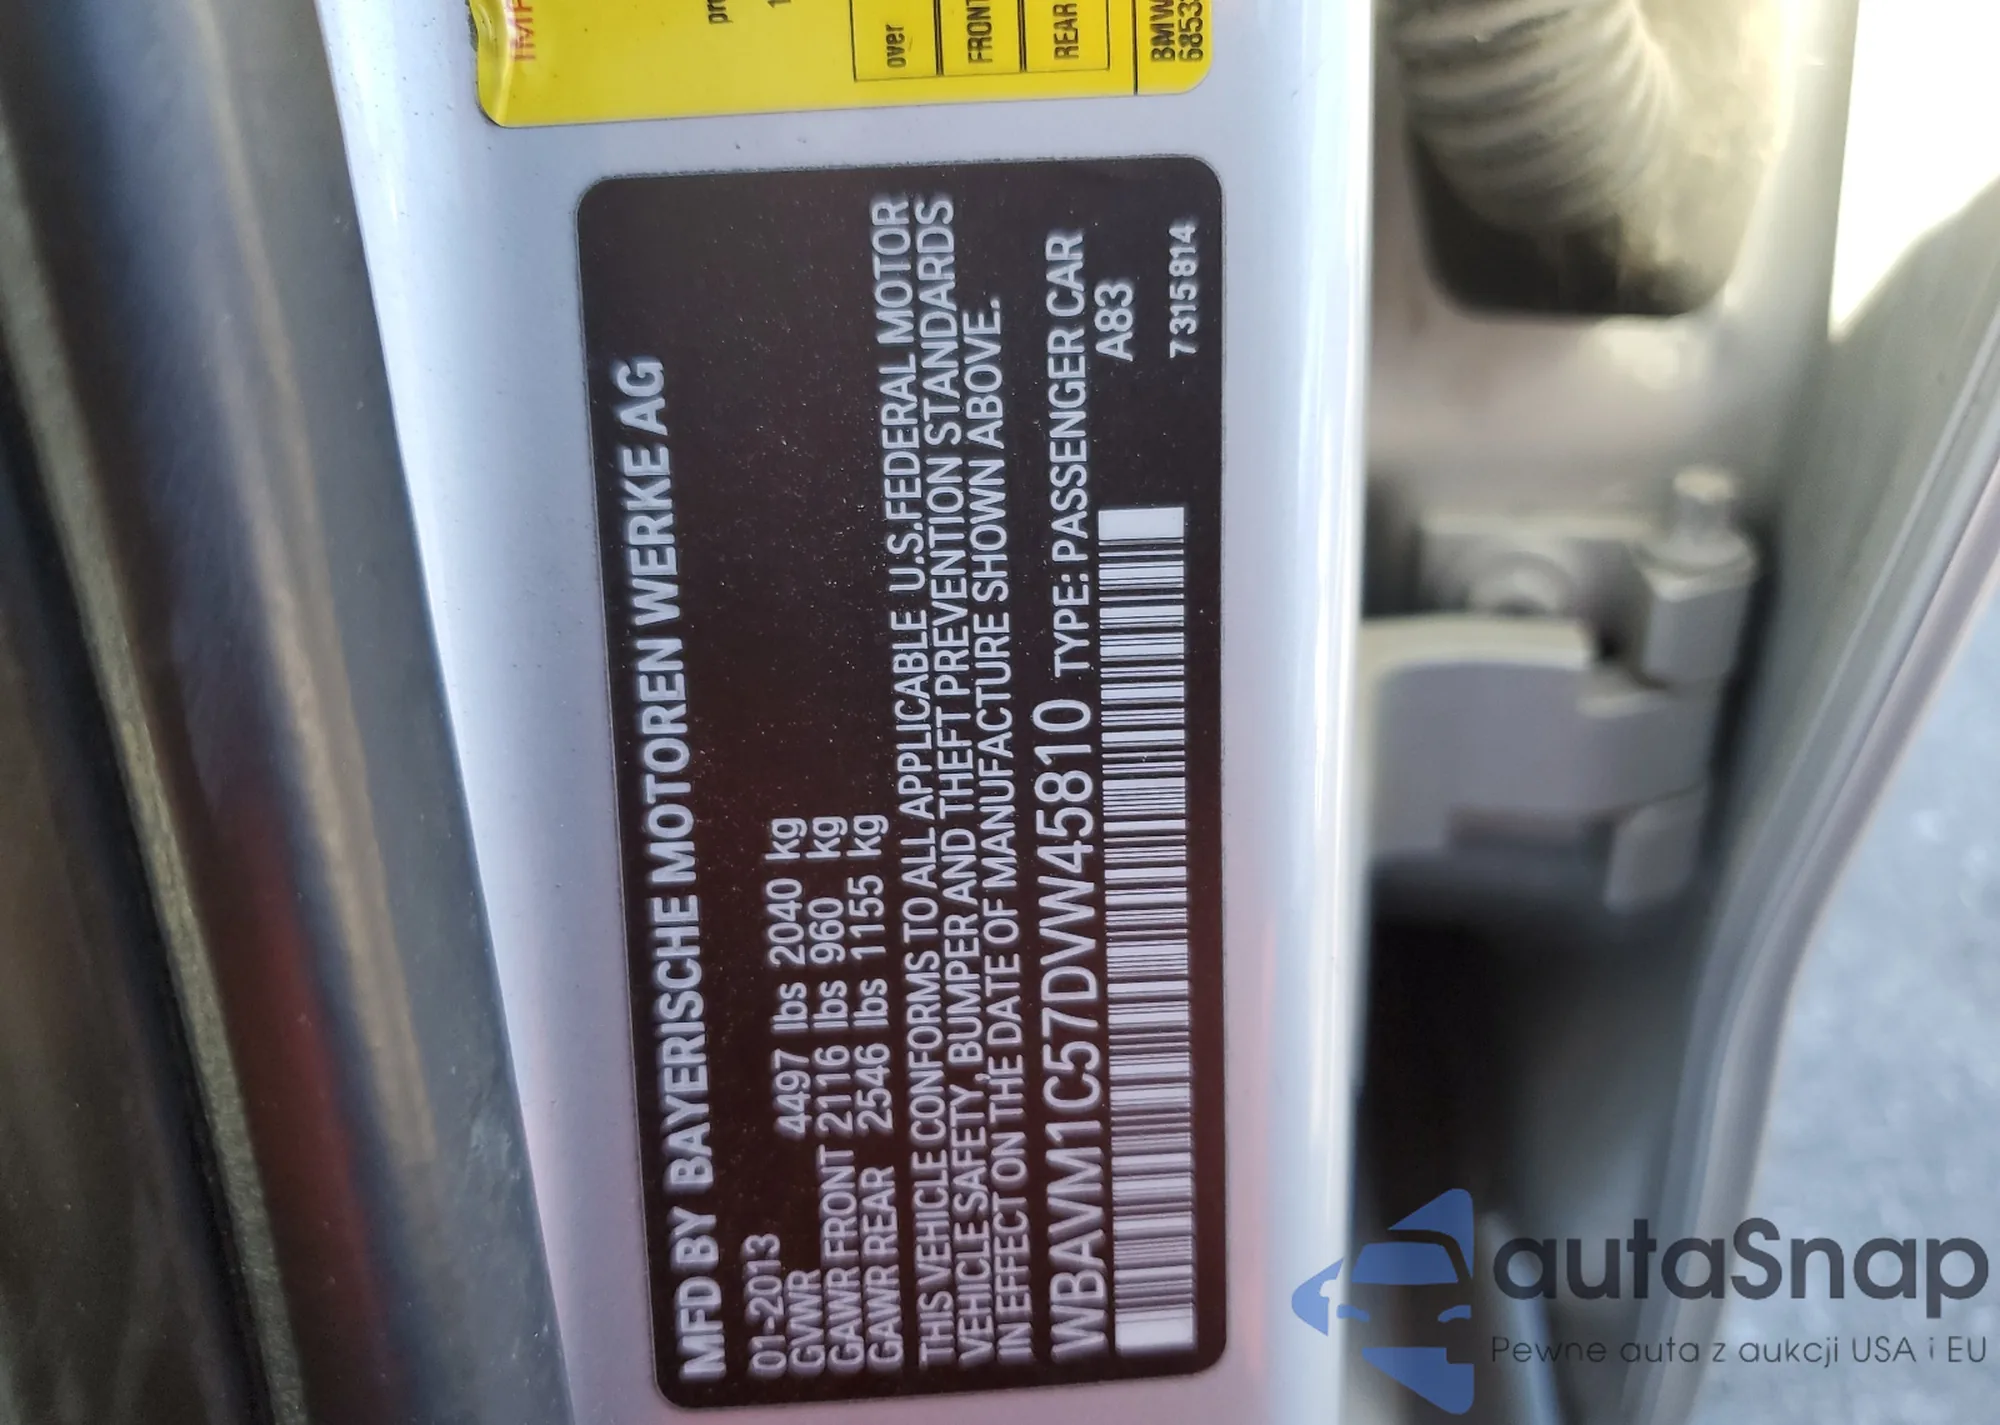 over
FRONT
REAR
BMW
MFD BY BAYERISCHE MOTOREN WERKE AG
01-2013
GVWR 4497 lbs 2040 kg
GAWR FRONT 2116 lbs 960 kg
GAWR REAR 2546 lbs 1155 kg
THIS VEHICLE CONFORMS TO ALL APPLICABLE U.S.FEDERAL MOTOR
VEHICLE SAFETY, BUMPER AND THEFT PREVENTION STANDARDS
IN EFFECT ON THE DATE OF MANUFACTURE SHOWN ABOVE.
WBAVM1C57DVW45810 TYPE: PASSENGER CAR
A83
7315814
autoSnap
Pewne auta z aukcji USA i EU